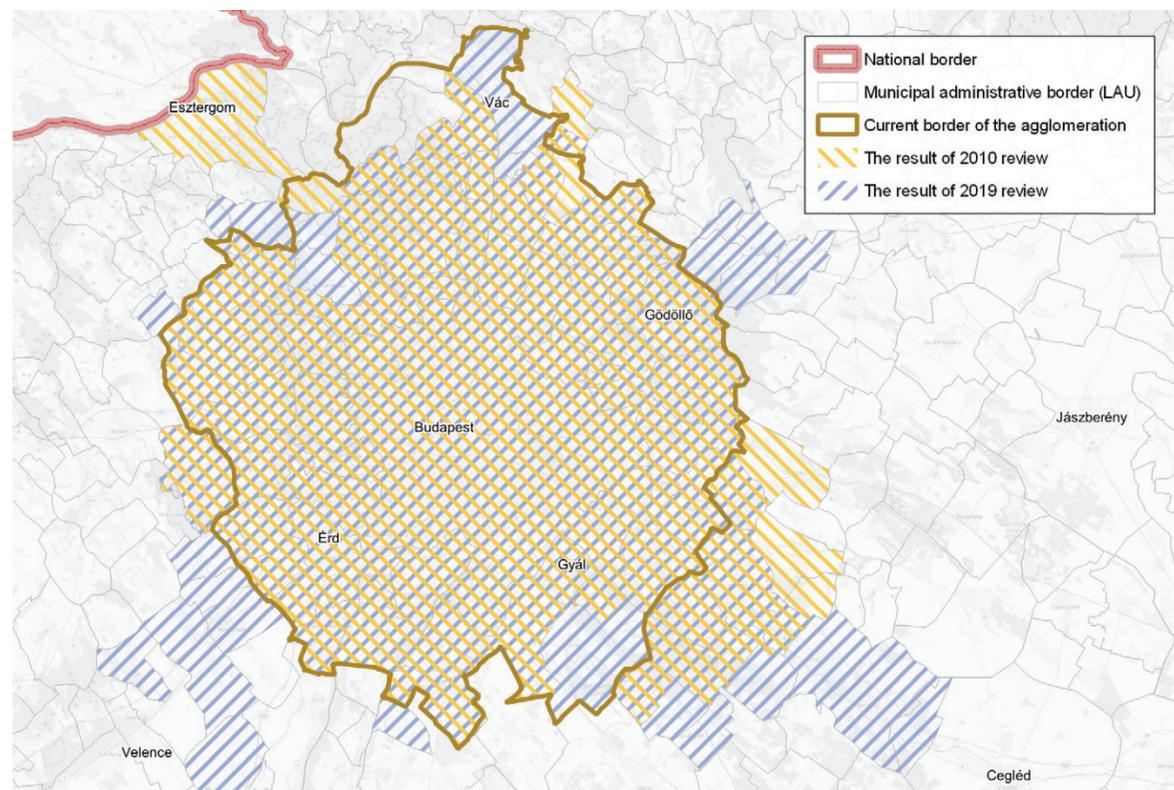 National border
Municipal administrative border (LAU)
Current border of the agglomeration
The result of 2010 review
The result of 2019 review
Esztergom
Vác
Gödöllő
Jászberény
Budapest
Érd
Gyál
Velence
Cegléd